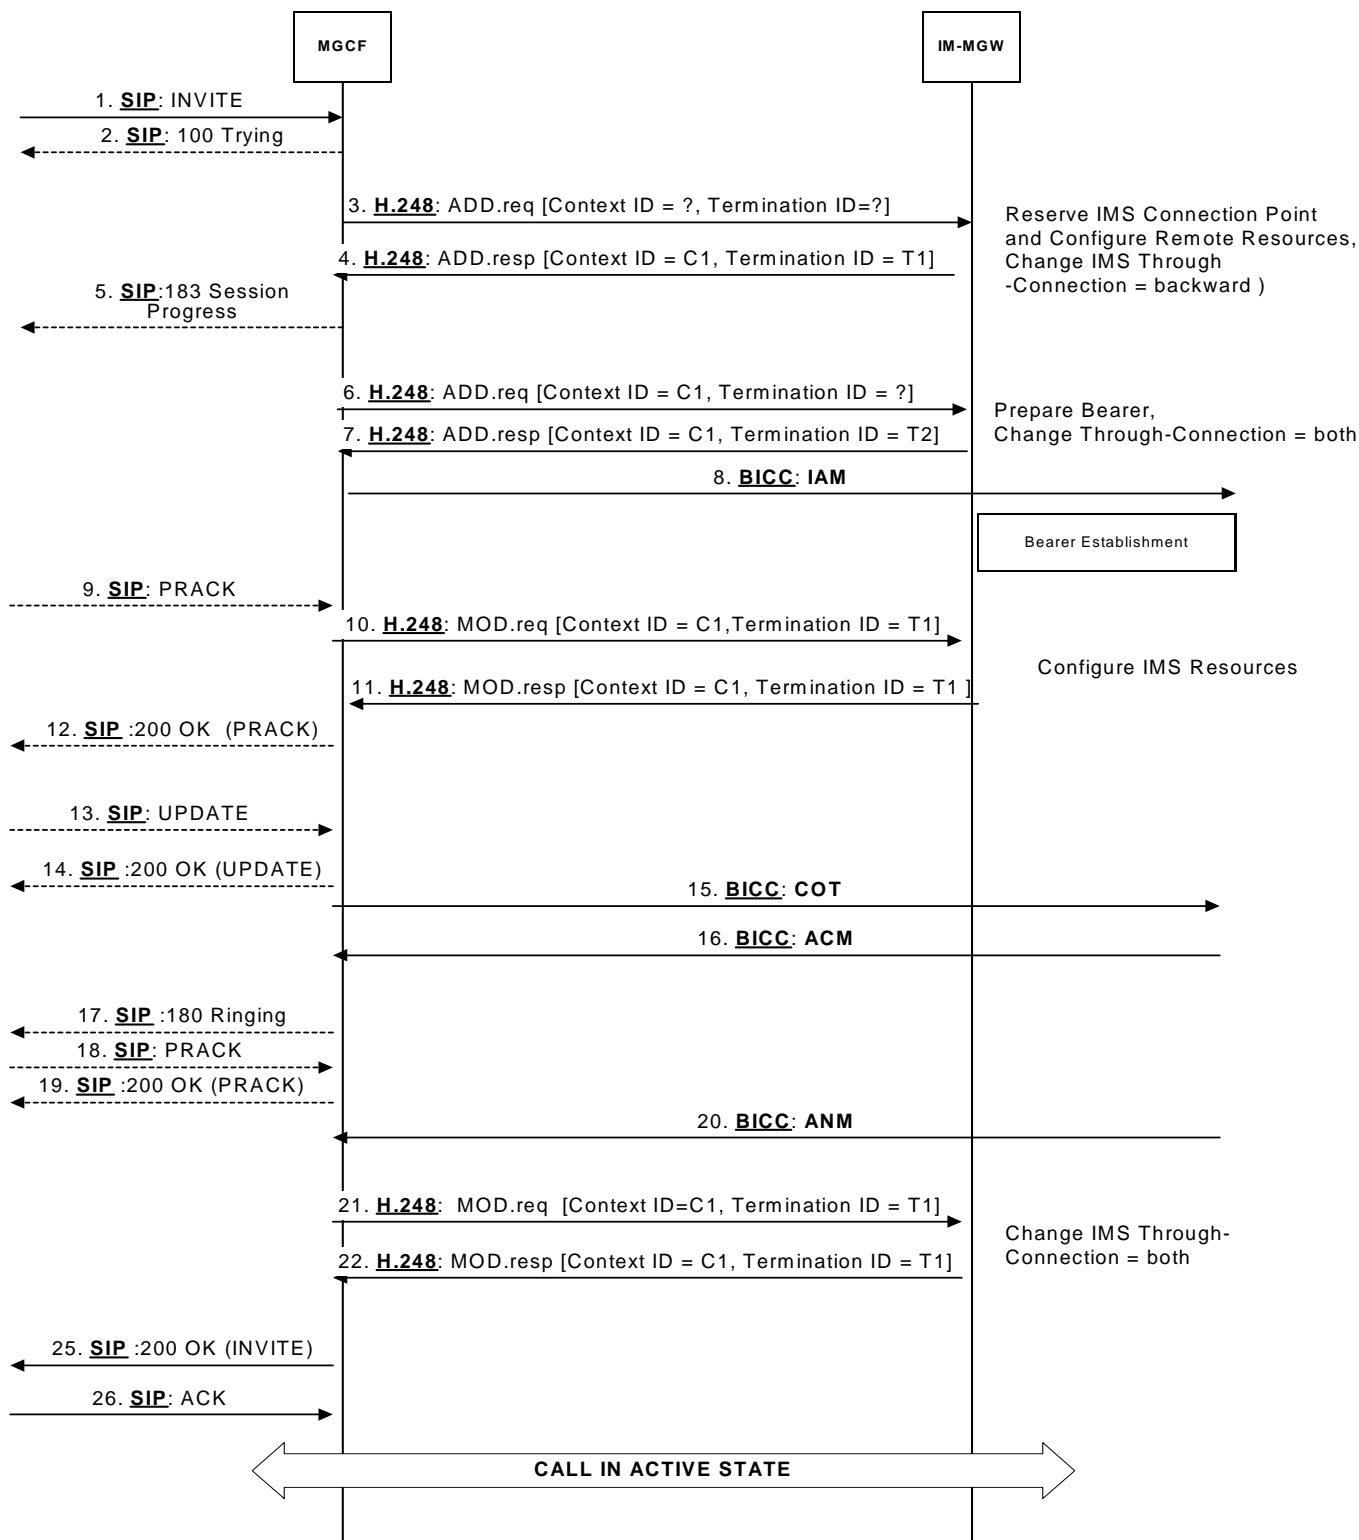 MGCF
IM-MGW
1. SIP: INVITE
2. SIP: 100 Trying
3. H.248: ADD.req [Context ID = ?, Termination ID=?]
Reserve IMS Connection Point
and Configure Remote Resources,
Change IMS Through
-Connection = backward )
4. H.248: ADD.resp [Context ID = C1, Termination ID = T1]
5. SIP:183 Session
Progress
6. H.248: ADD.req [Context ID = C1, Termination ID = ?]
Prepare Bearer,
Change Through-Connection = both
7. H.248: ADD.resp [Context ID = C1, Termination ID = T2]
8. BICC: IAM
Bearer Establishment
9. SIP: PRACK
10. H.248: MOD.req [Context ID = C1,Termination ID = T1]
Configure IMS Resources
11. H.248: MOD.resp [Context ID = C1, Termination ID = T1 ]
12. SIP :200 OK (PRACK)
13. SIP: UPDATE
14. SIP :200 OK (UPDATE)
15. BICC: COT
16. BICC: ACM
17. SIP :180 Ringing
18. SIP: PRACK
19. SIP :200 OK (PRACK)
20. BICC: ANM
21. H.248: MOD.req [Context ID=C1, Termination ID = T1]
Change IMS Through-
Connection = both
22. H.248: MOD.resp [Context ID = C1, Termination ID = T1]
25. SIP :200 OK (INVITE)
26. SIP: ACK
CALL IN ACTIVE STATE